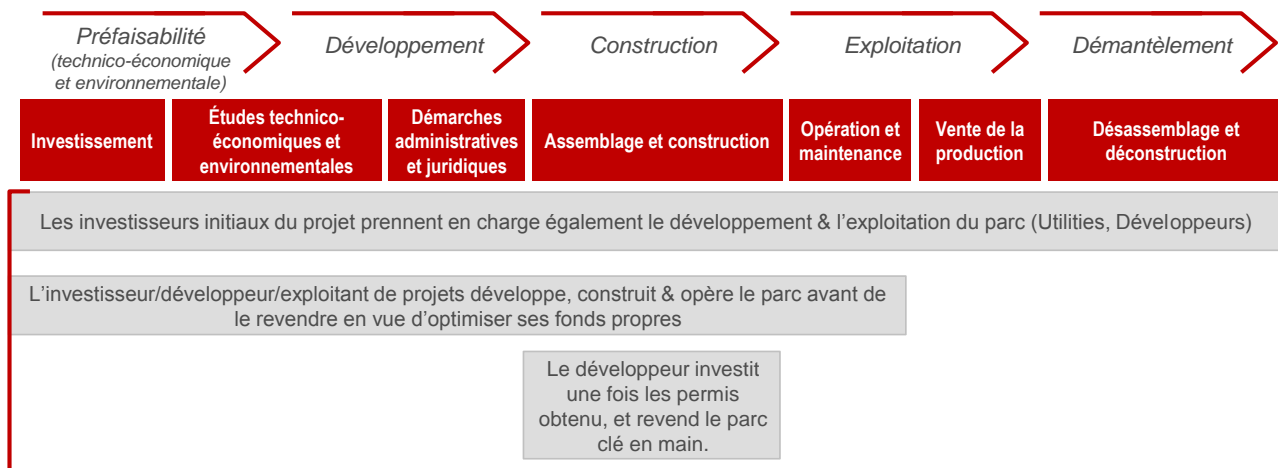 Préfaisabilité
(technico-économique
et environnementale)
Développement
Construction
Exploitation
Démantèlement
Investissement
Études technico-
économiques et
environnementales
Démarches
administratives
et juridiques
Assemblage et construction
Opération et
maintenance
Vente de la
production
Désassemblage et
déconstruction
Les investisseurs initiaux du projet prennent en charge également le développement & l'exploitation du parc (Utilities, Développeurs)
L'investisseur/développeur/exploitant de projets développe, construit & opère le parc avant de
le revendre en vue d'optimiser ses fonds propres
Le développeur investit
une fois les permis
obtenu, et revend le parc
clé en main.